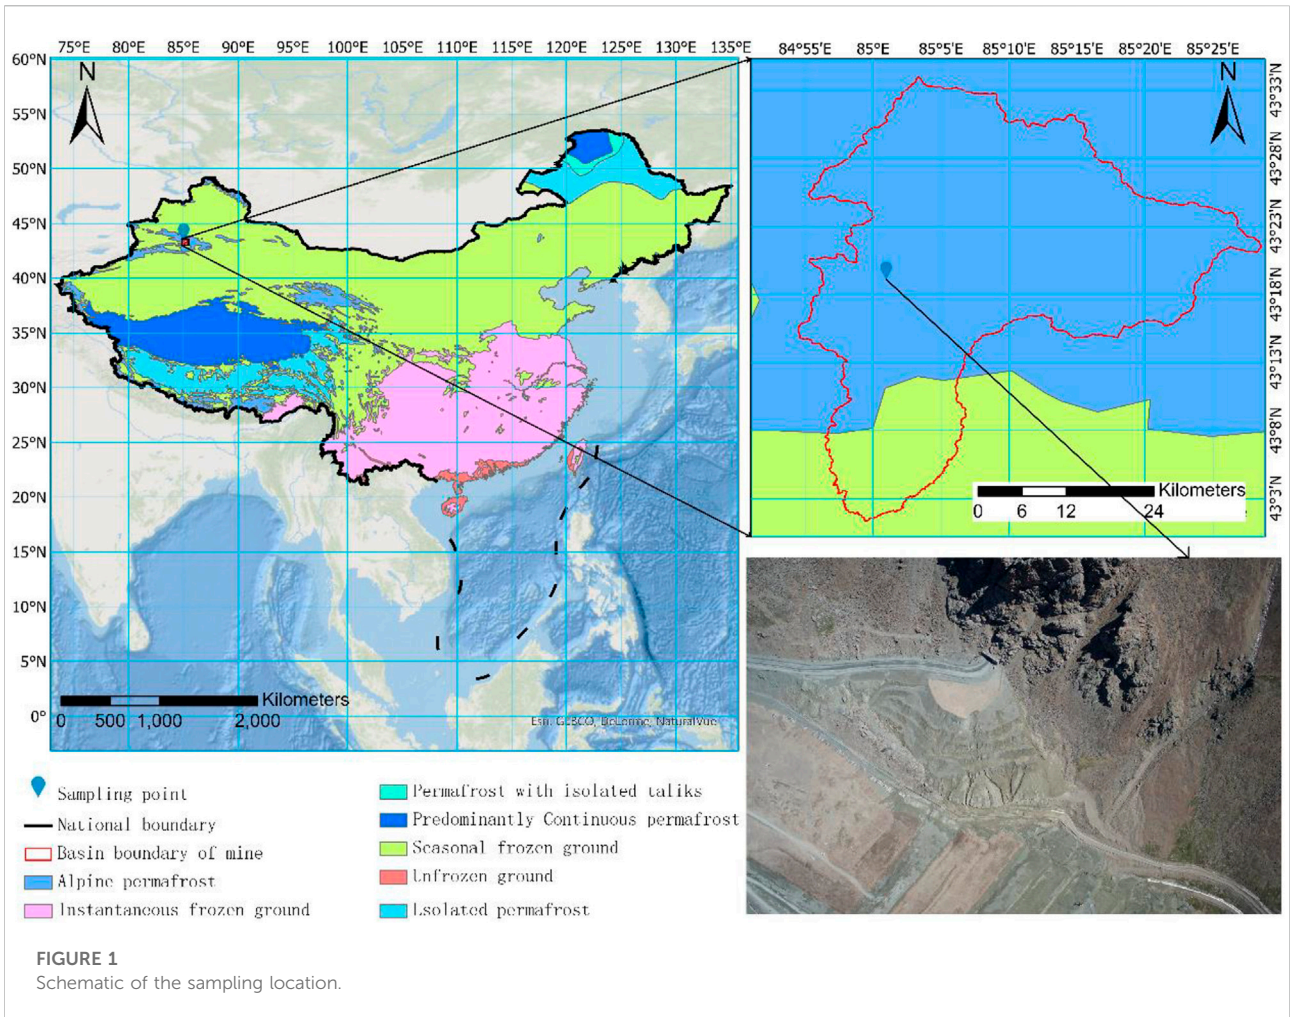 75°E 80°E 85°E 90°E 95°E 100°E 105°E 110°E 115°E 120°E 125°E 130°E 135°E
84°55'E 85°E 85°5'E 85°10'E 85°15'E 85°20'E 85°25'E
60°N
55°N
50°N
45°N
40°N
35°N
30°N
25°N
20°N
15°N
10°N
5°N
0°
N
Kilometers
0 500 1,000 2,000
Esri, GEBCO, DeLorme, NaturalVue
N
43°33'N
43°28'N
43°23'N
43°18'N
43°13'N
43°8'N
43°3'N
Kilometers
0 6 12 24
Sampling point
National boundary
Basin boundary of mine
Alpine permafrost
Instantaneous frozen ground
Permafrost with isolated taliks
Predominantly Continuous permafrost
Seasonal frozen ground
Unfrozen ground
Lsolated permafrost
FIGURE 1
Schematic of the sampling location.